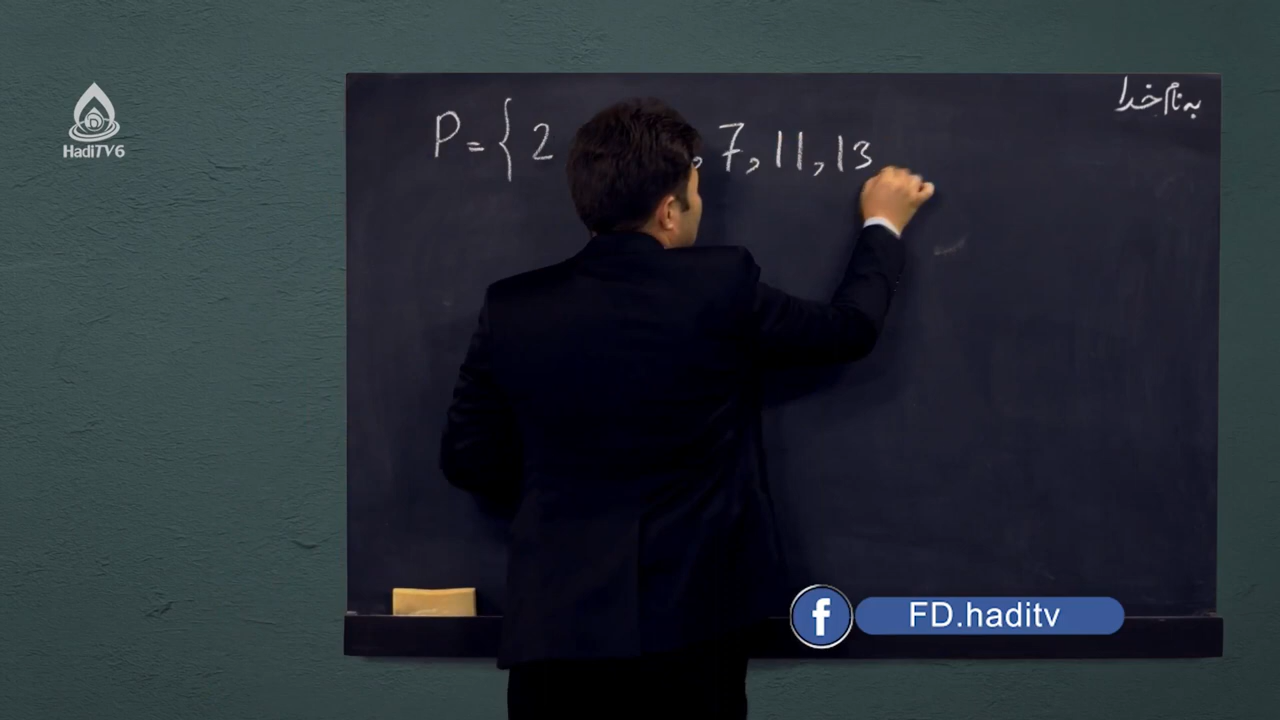 به نام خدا
P = { 2 , 7, 11, 13
HadiTV6
FD.haditv